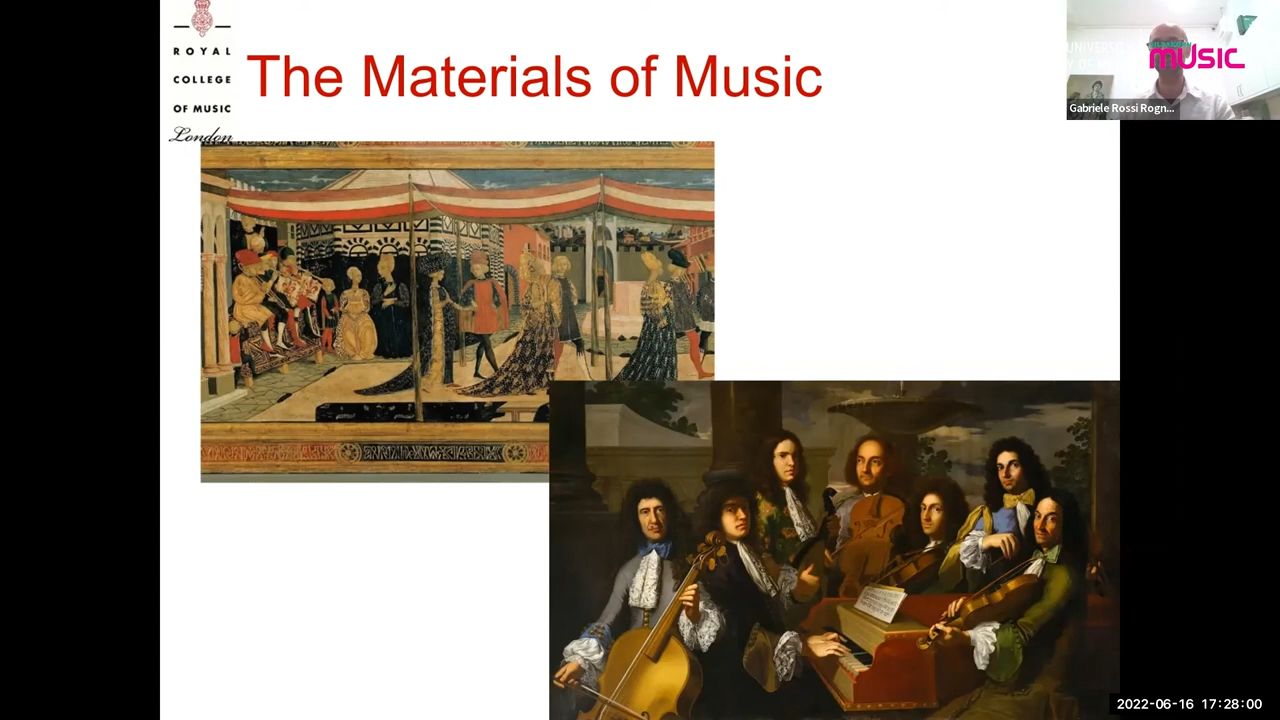 ROYAL
COLLEGE
OF MUSIC
London
The Materials of Music
MUSIC
Gabriele Rossi Rogn...
2022-06-16 17:28:00